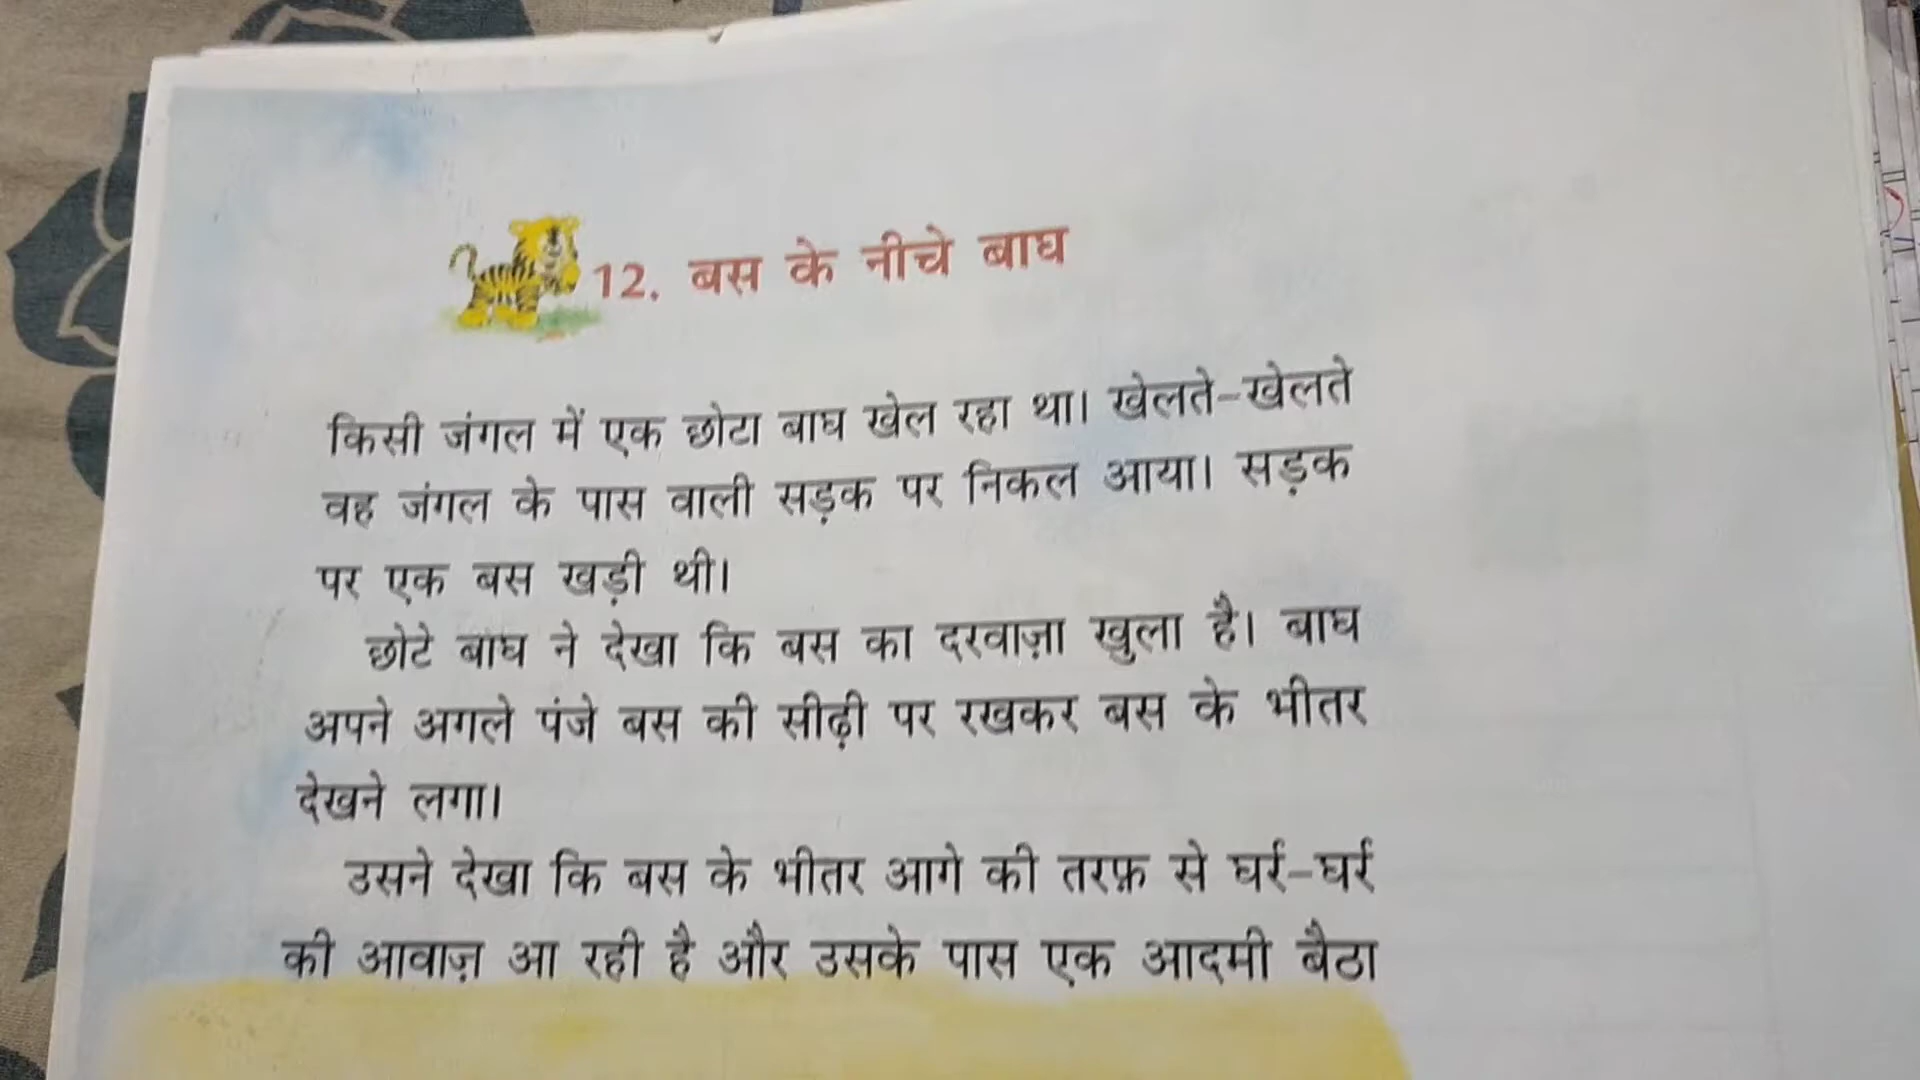 12. बस के नीचे बाघ
किसी जंगल में एक छोटा बाघ खेल रहा था। खेलते-खेलते
वह जंगल के पास वाली सड़क पर निकल आया। सड़क
पर एक बस खड़ी थी।
छोटे बाघ ने देखा कि बस का दरवाज़ा खुला है। बाघ
अपने अगले पंजे बस की सीढ़ी पर रखकर बस के भीतर
देखने लगा।
उसने देखा कि बस के भीतर आगे की तरफ़ से घर्र-घर्र
की आवाज़ आ रही है और उसके पास एक आदमी बैठा